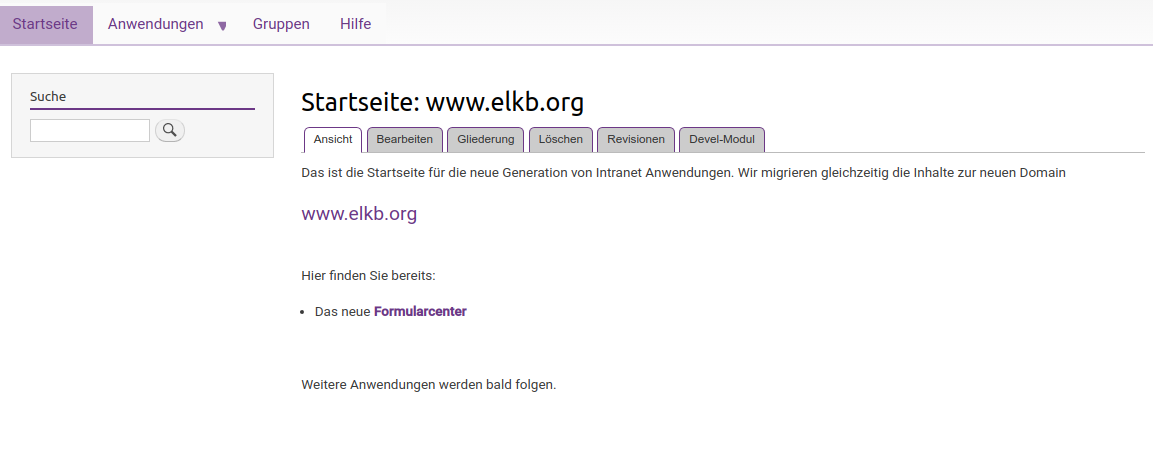 Startseite Anwendungen Gruppen Hilfe
Suche
Startseite: www.elkb.org
Ansicht Bearbeiten Gliederung Löschen Revisionen Devel-Modul
Das ist die Startseite für die neue Generation von Intranet Anwendungen. Wir migrieren gleichzeitig die Inhalte zur neuen Domain
www.elkb.org
Hier finden Sie bereits:
• Das neue Formularcenter
Weitere Anwendungen werden bald folgen.